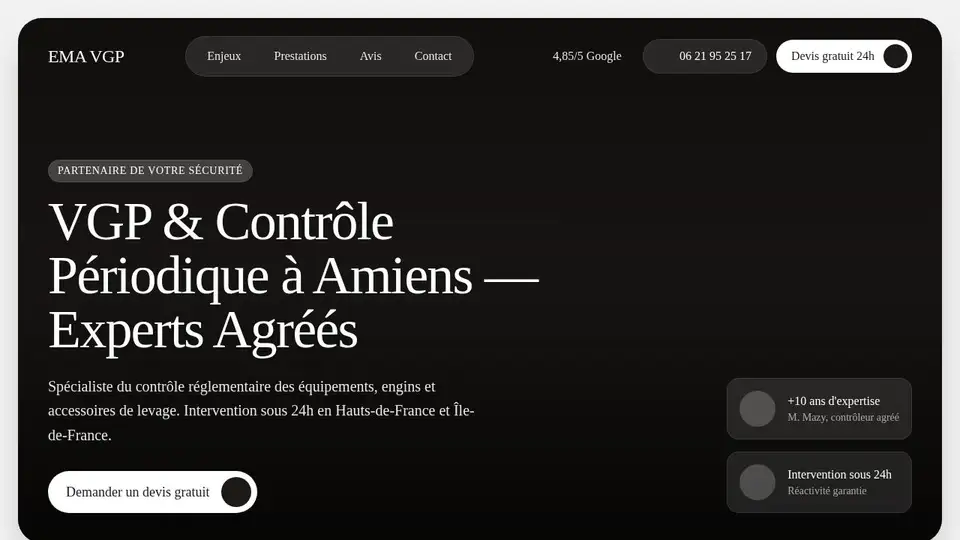 EMA VGP
Enjeux
Prestations
Avis
Contact
4,85/5 Google
06 21 95 25 17
Devis gratuit 24h
PARTENAIRE DE VOTRE SÉCURITÉ
VGP & Contrôle
Périodique à Amiens —
Experts Agréés
Spécialiste du contrôle réglementaire des équipements, engins et
accessoires de levage. Intervention sous 24h en Hauts-de-France et Île-
de-France.
Demander un devis gratuit
+10 ans d'expertise
M. Mazy, contrôleur agréé
Intervention sous 24h
Réactivité garantie